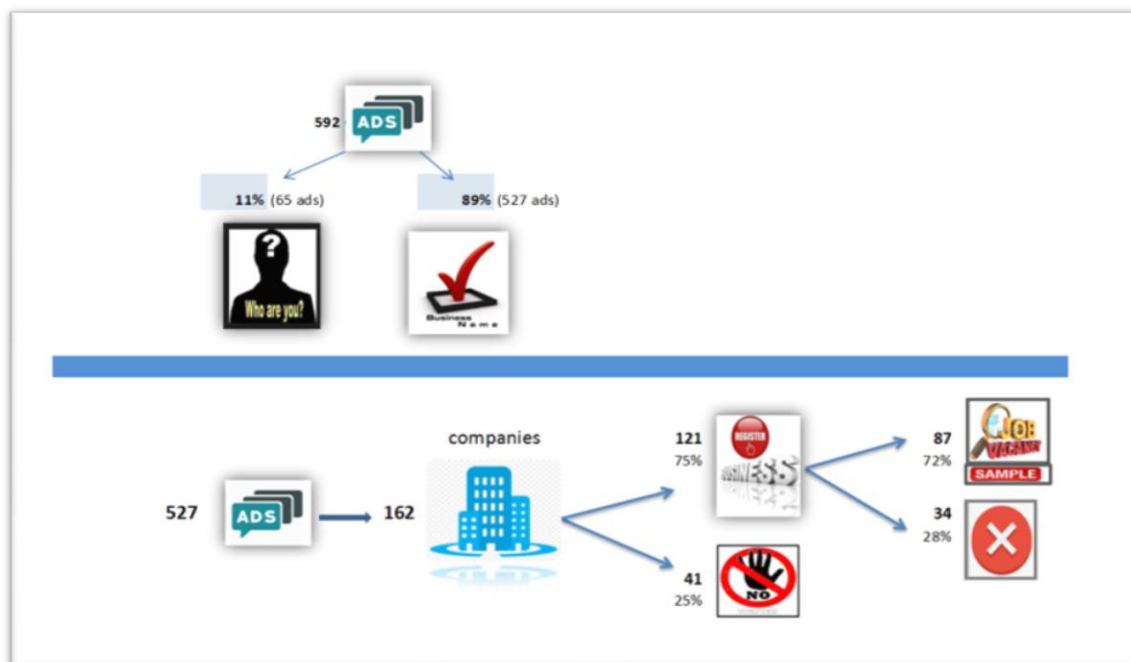 592
ADS
11% (65 ads)
89% (527 ads)
?
Who are you?
Business
Name
companies
527
ADS
162
121
75%
REGISTER
BUSINESS
87
72%
JOB
VACANCY
SAMPLE
34
28%
41
25%
NO